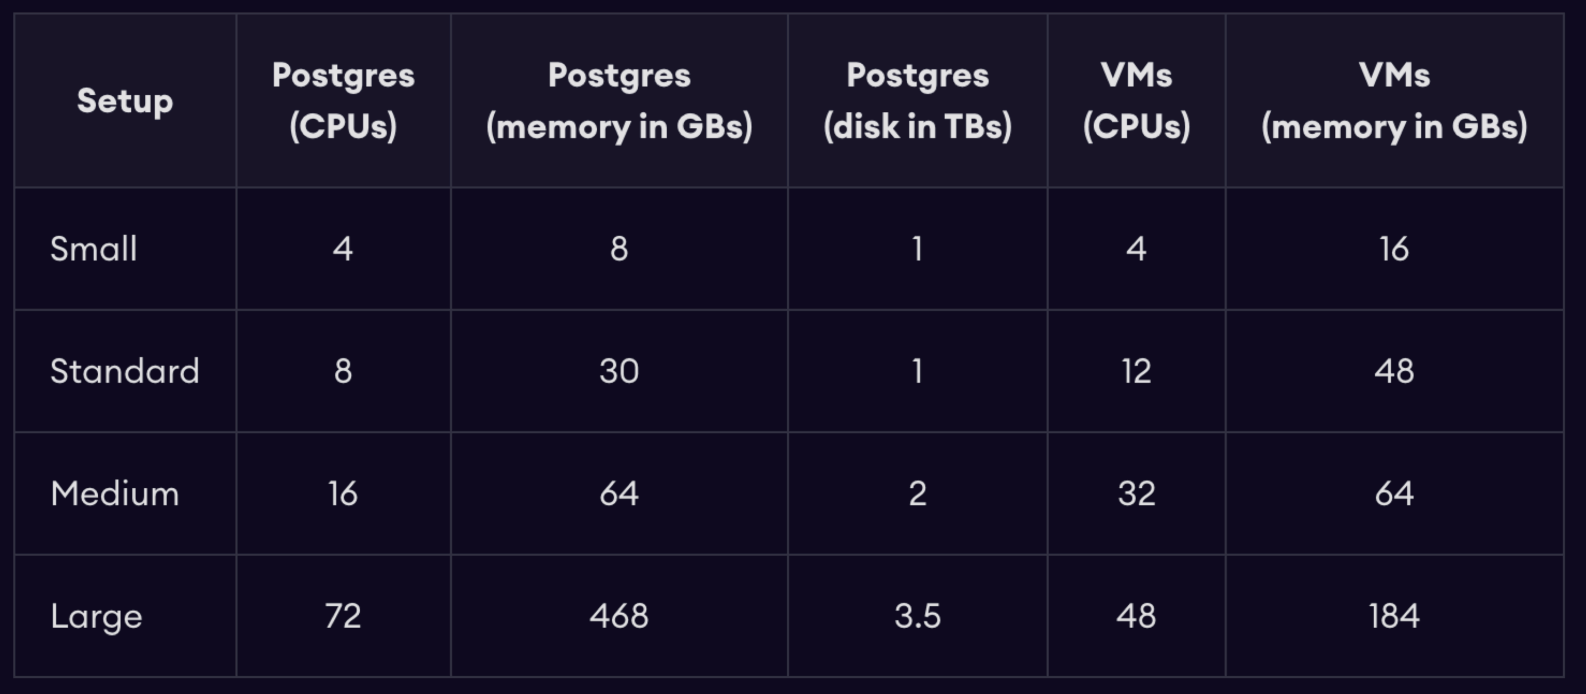 Setup Postgres (CPUs) Postgres (memory in GBs) Postgres (disk in TBs) VMs (CPUs) VMs (memory in GBs)
Small 4 8 1 4 16
Standard 8 30 1 12 48
Medium 16 64 2 32 64
Large 72 468 3.5 48 184